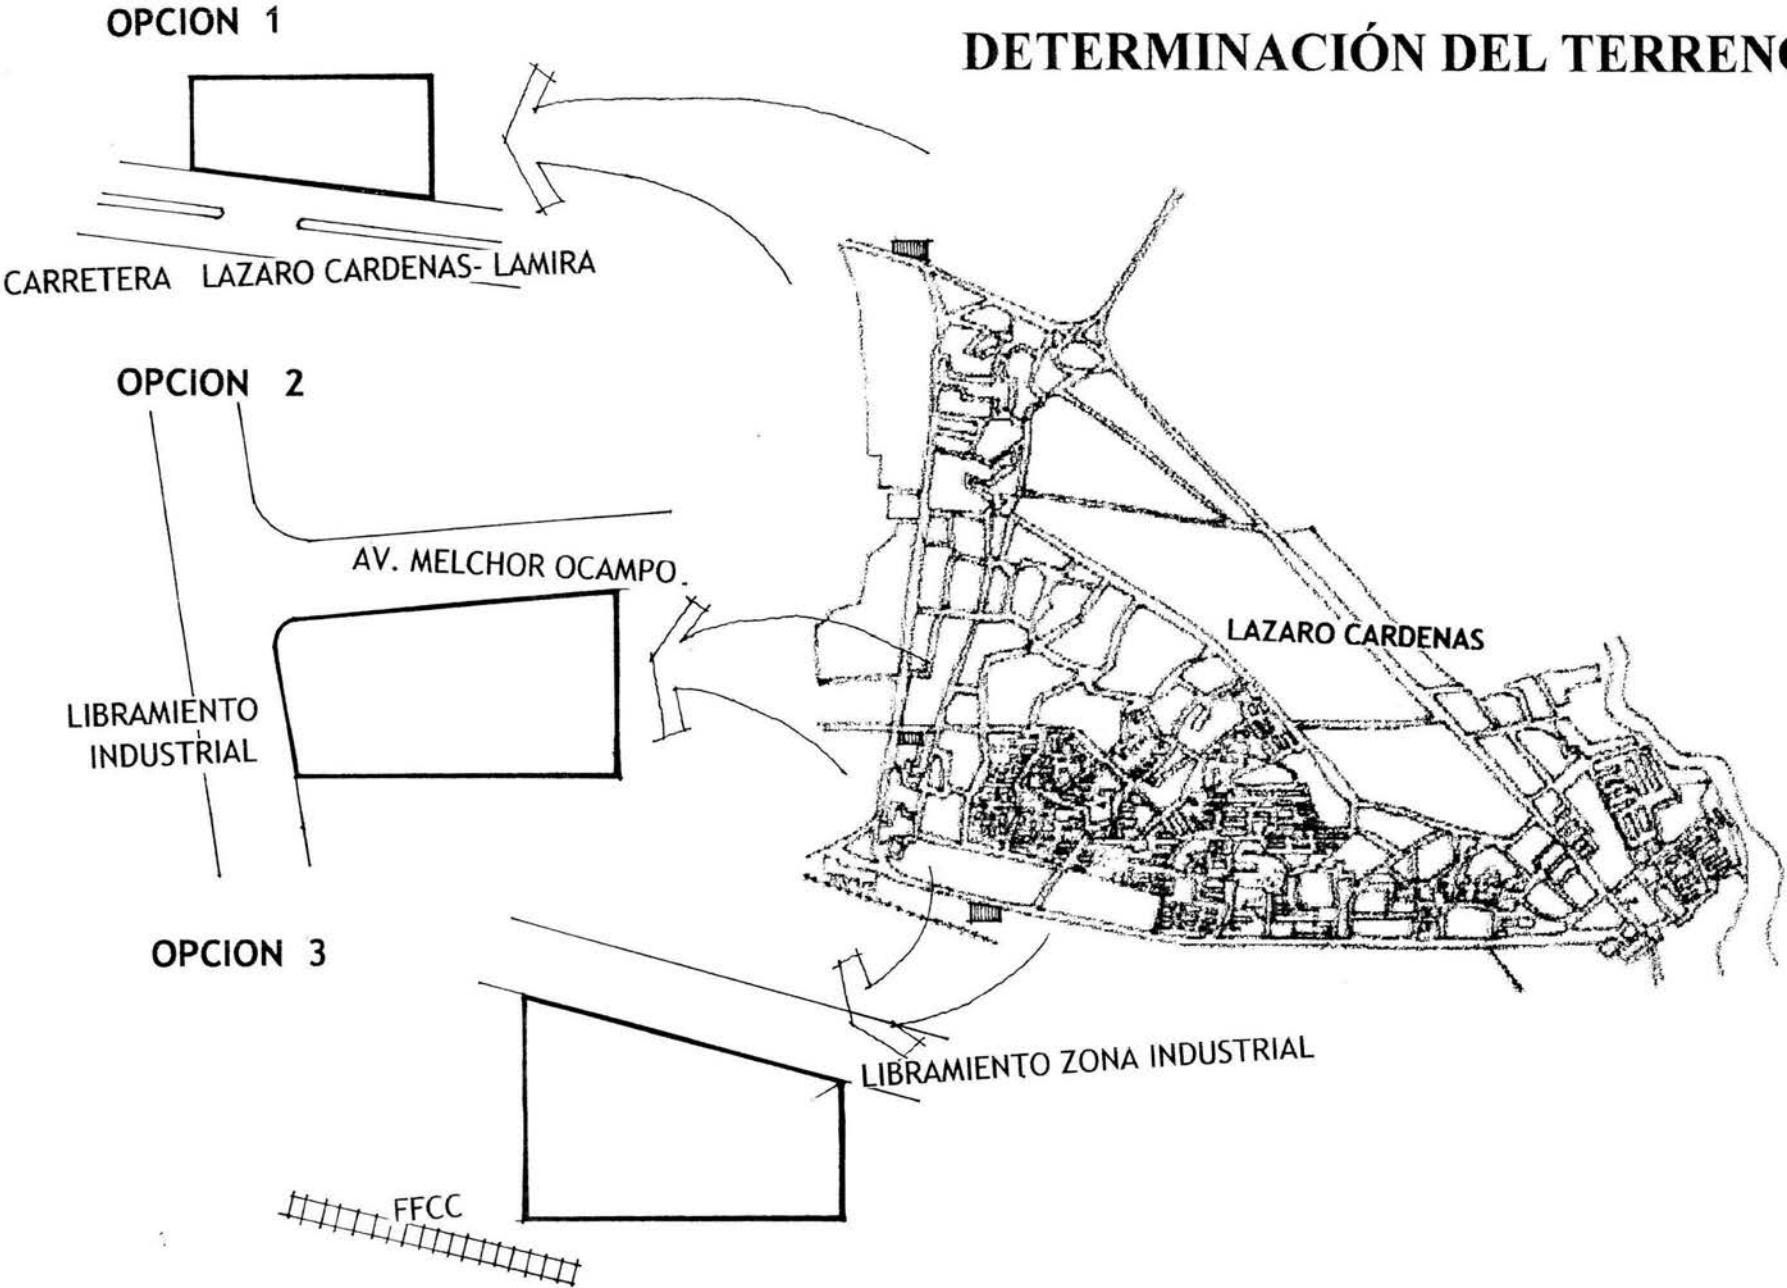 OPCION 1
DETERMINACIÓN DEL TERREN
CARRETERA LAZARO CARDENAS- LAMIRA
OPCION 2
AV. MELCHOR OCAMPO.
LAZARO CARDENAS
LIBRAMIENTO
INDUSTRIAL
OPCION 3
LIBRAMIENTO ZONA INDUSTRIAL
FFCC